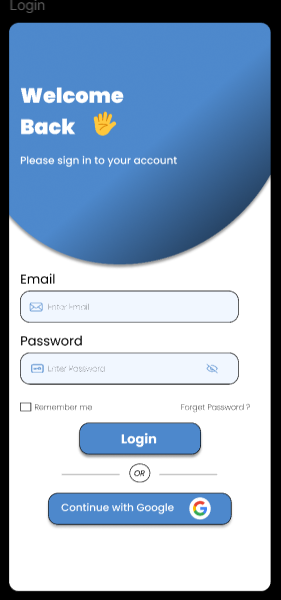 Login
Welcome
Back
Please sign in to your account
Email
Enter Email
Password
Enter Password
Remember me
Forget Password ?
Login
OR
Continue with Google